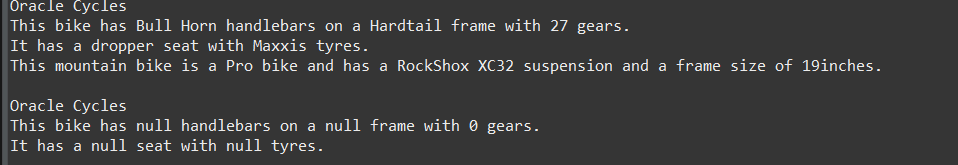 Oracle Cycles
This bike has Bull Horn handlebars on a Hardtail frame with 27 gears.
It has a dropper seat with Maxxis tyres.
This mountain bike is a Pro bike and has a RockShox XC32 suspension and a frame size of 19inches.
Oracle Cycles
This bike has null handlebars on a null frame with 0 gears.
It has a null seat with null tyres.